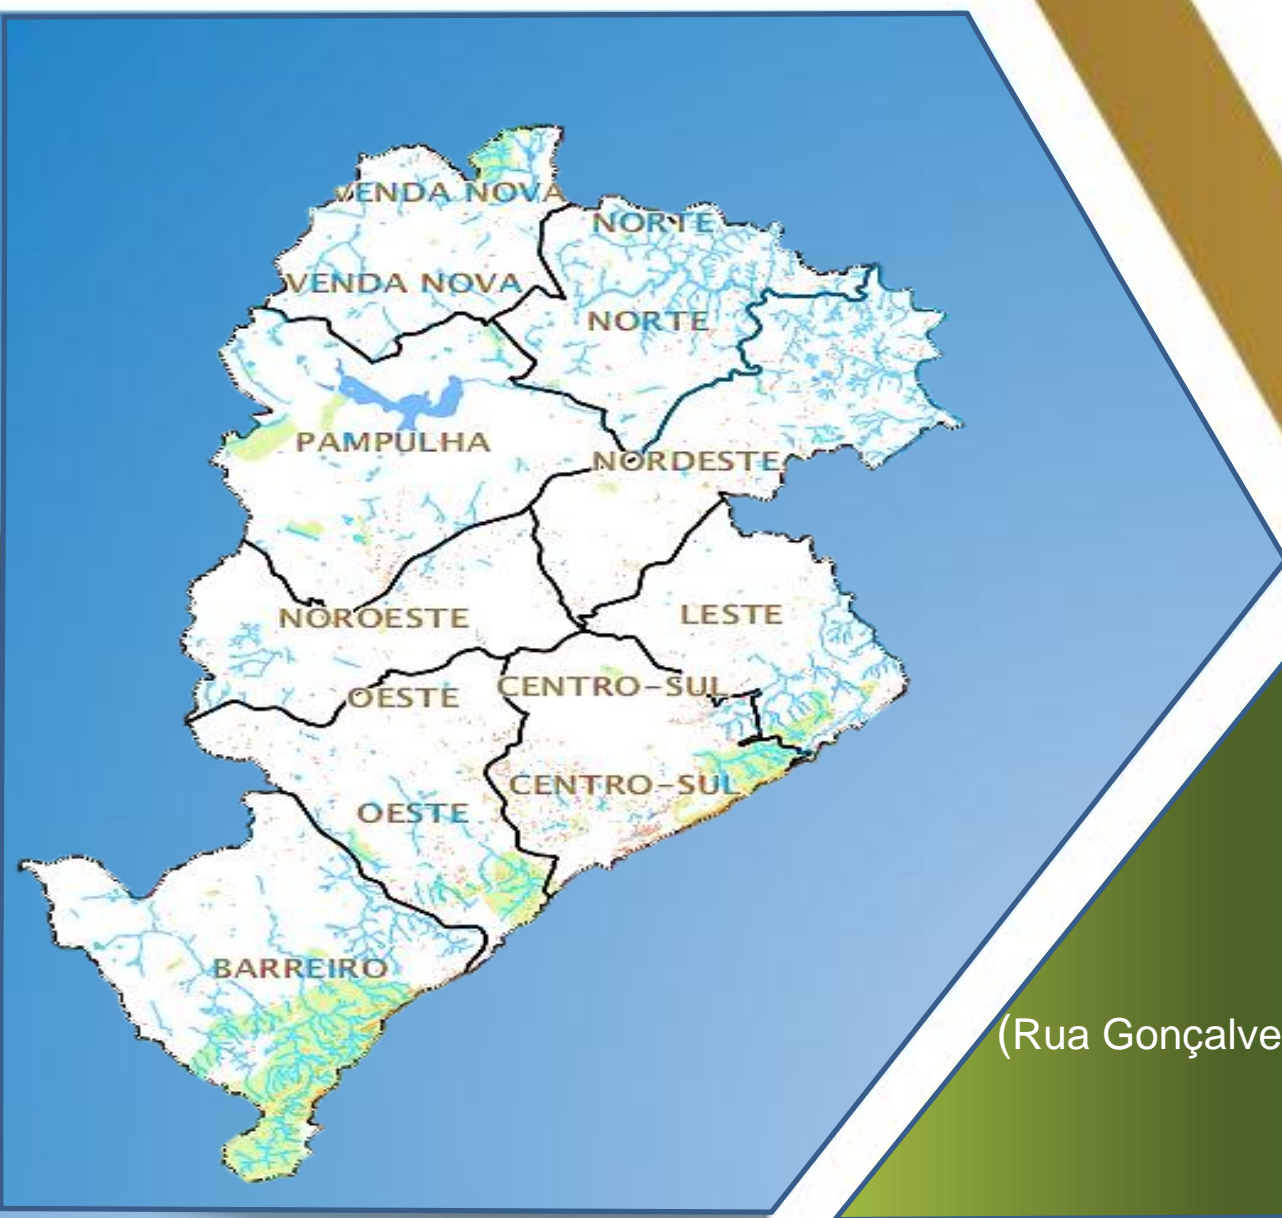 VENDA NOVA
NORTE
VENDA NOVA
NORTE
PAMPULHA
NORDESTE
NOROESTE
LESTE
OESTE
CENTRO-SUL
CENTRO-SUL
OESTE
BARREIRO
(Rua Gonçalve